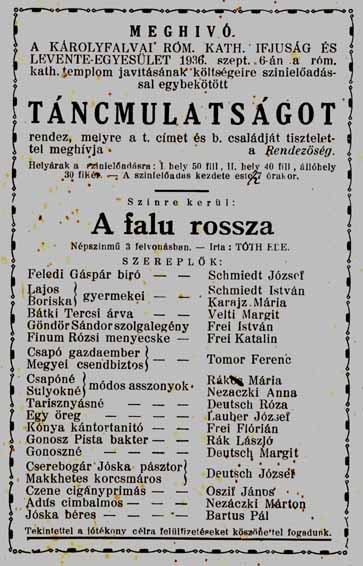 MEGHIVÓ.
A KÁROLYFALVAI RÓM. KATH. IFJUSÁG ÉS
LEVENTE-EGYESÜLET 1936. szept. 6-án a róm.
kath. templom javitásának költségeire szinielőadás-
sal egybekötött
TÁNCMULATSÁGOT
rendez, melyre a t. címet és b. családját tisztelet-
tel meghívja a Rendezőség.
Helyárak a szinielőadásra: I. hely 50 fill, II. hely 40 fill, állóhely
30 fillér. — A szinielőadás kezdete este órakor.
Szinre kerül:
A falu rossza
Népszinmű 3 felvonásban. — Irta: TÓTH EDE.
SZEREPLŐK:
Feledi Gáspár biró — — Schmiedt József
Lajos } gyermekei — — Schmiedt István
Boriska } Karajz Mária
Bátki Tercsi árva — — Velti Margit
Göndör Sándor szolgalegény Frei István
Finum Rózsi menyecske — Frei Katalin
Csapó gazdaember } — — Tomor Ferenc
Megyei csendbiztos }
Csapóné } módos asszonyok Rákos Mária
Sulyokné } Nezáczki Anna
Tarisznyásné — — — Deutsch Róza
Egy öreg — — — — Lauber József
Kónya kántortanitó — — Frei Flórián
Gonosz Pista bakter — — Rák László
Gonoszné — — — Deutsch Margit
Cserebogár Jóska pásztor } Deutsch József
Makkhetes korcsmáros }
Czene cigányprimás — — Oszif János
Adus cimbalmos — — — Nezáczki Márton
Jóska béres — — — — Bartus Pál
Tekintettel a jótékony célra felülfizetéseket köszönettel fogadunk.